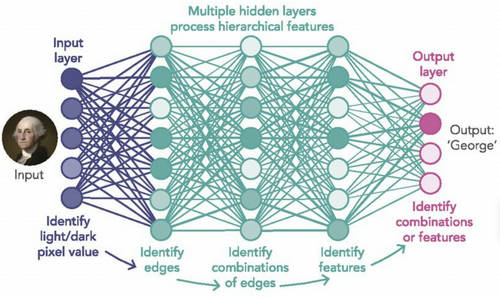 Multiple hidden layers
process hierarchical features
Input
layer
Output
layer
Input
Output:
‘George’
Identify
light/dark
pixel value
Identify
edges
Identify
combinations
of edges
Identify
features
Identify
combinations
or features